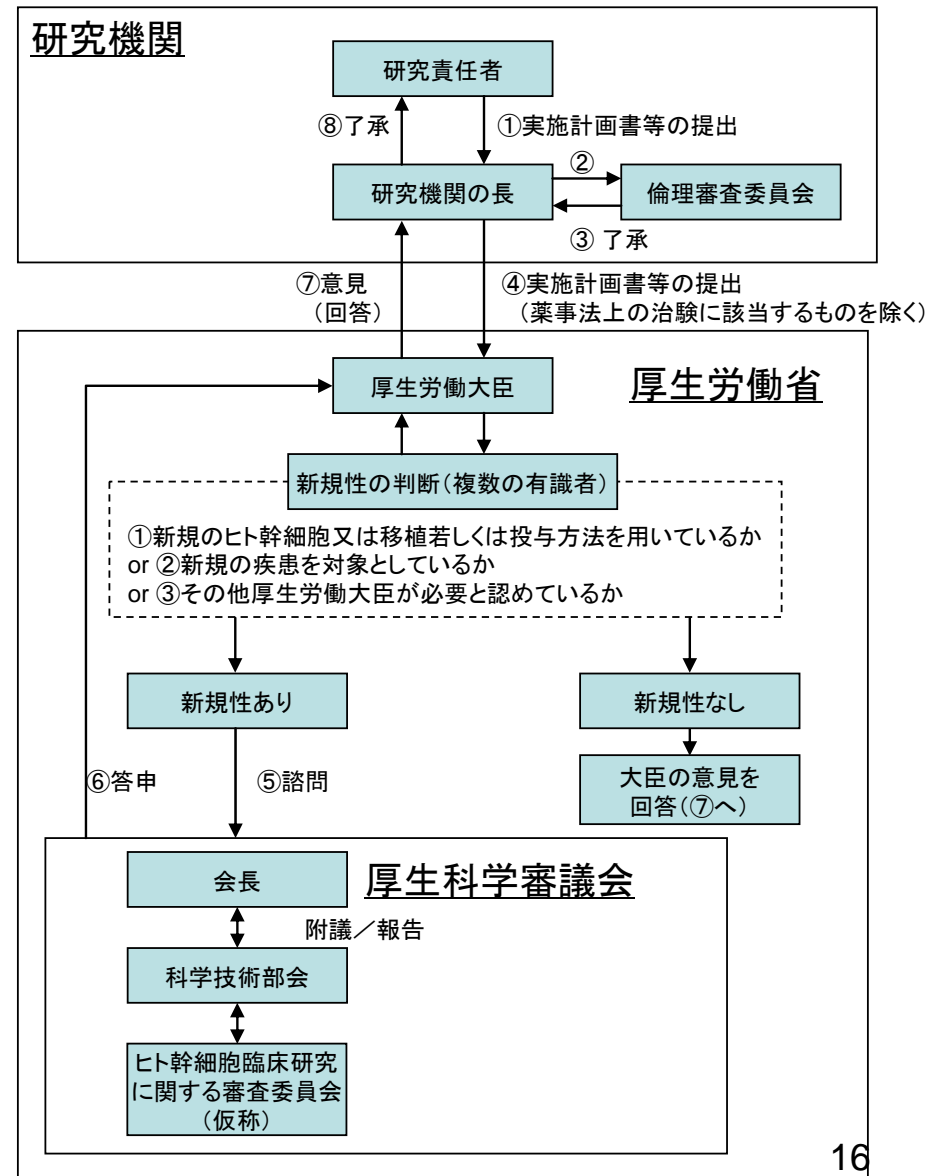 研究機関
研究責任者
⑧了承
①実施計画書等の提出
②
研究機関の長
倫理審査委員会
③ 了承
⑦意見
（回答）
④実施計画書等の提出
（薬事法上の治験に該当するものを除く）
厚生労働大臣
厚生労働省
新規性の判断（複数の有識者）
①新規のヒト幹細胞又は移植若しくは投与方法を用いているか
or ②新規の疾患を対象としているか
or ③その他厚生労働大臣が必要と認めているか
新規性あり
新規性なし
⑥答申
⑤諮問
大臣の意見を
回答（⑦へ）
会長
厚生科学審議会
附議／報告
科学技術部会
ヒト幹細胞臨床研究
に関する審査委員会
（仮称）
16